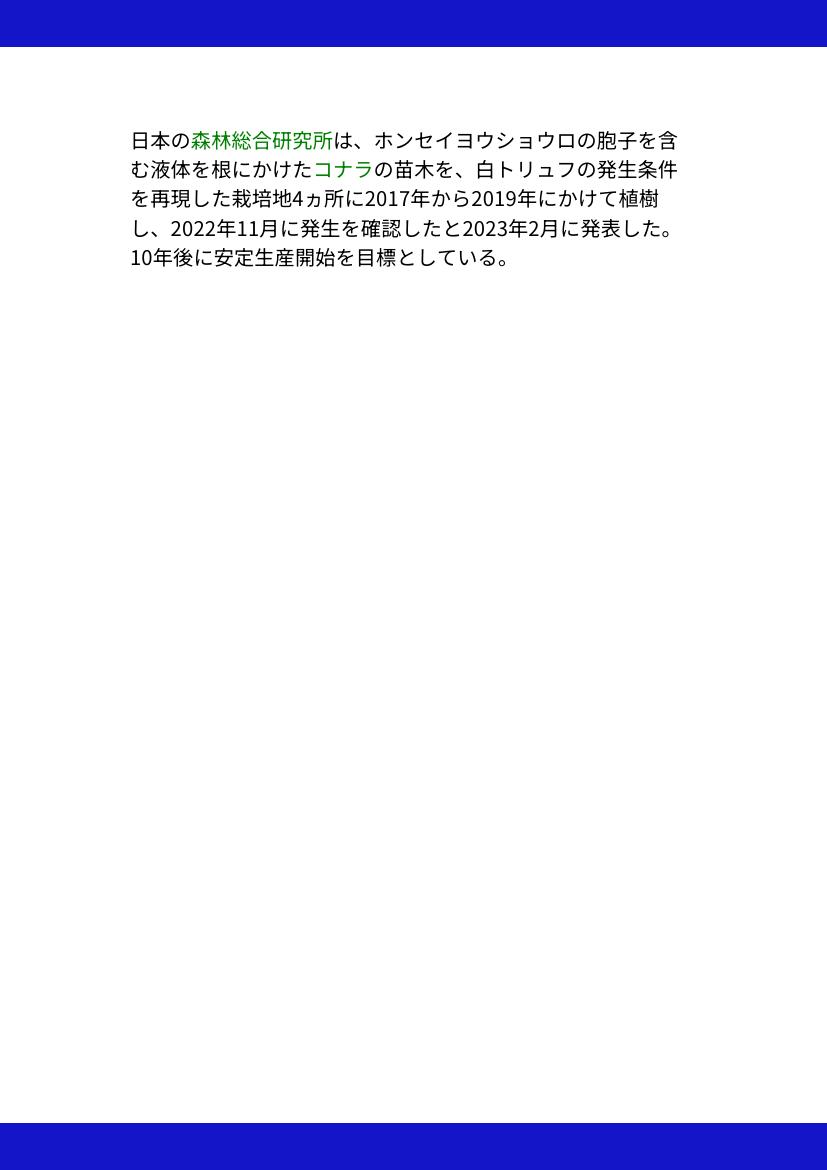 日本の森林総合研究所は、ホンセイヨウショウロの胞子を含
む液体を根にかけたコナラの苗木を、白トリュフの発生条件
を再現した栽培地4ヵ所に2017年から2019年にかけて植樹
し、2022年11月に発生を確認したと2023年2月に発表した。
10年後に安定生産開始を目標としている。